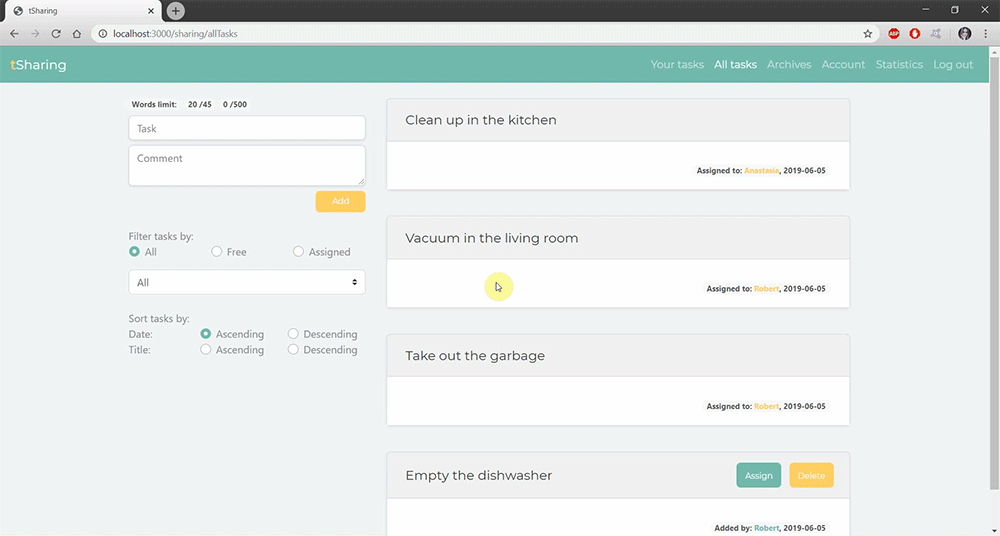 tSharing
localhost:3000/sharing/allTasks
ABP
tSharing
Your tasks All tasks Archives Account Statistics Log out
Words limit: 20 /45 0 /500
Task
Comment
Add
Filter tasks by:
All Free Assigned
All
Sort tasks by:
Date: Ascending Descending
Title: Ascending Descending
Clean up in the kitchen
Assigned to: Anastasia, 2019-06-05
Vacuum in the living room
Assigned to: Robert, 2019-06-05
Take out the garbage
Assigned to: Robert, 2019-06-05
Empty the dishwasher
Assign Delete
Added by: Robert, 2019-06-05